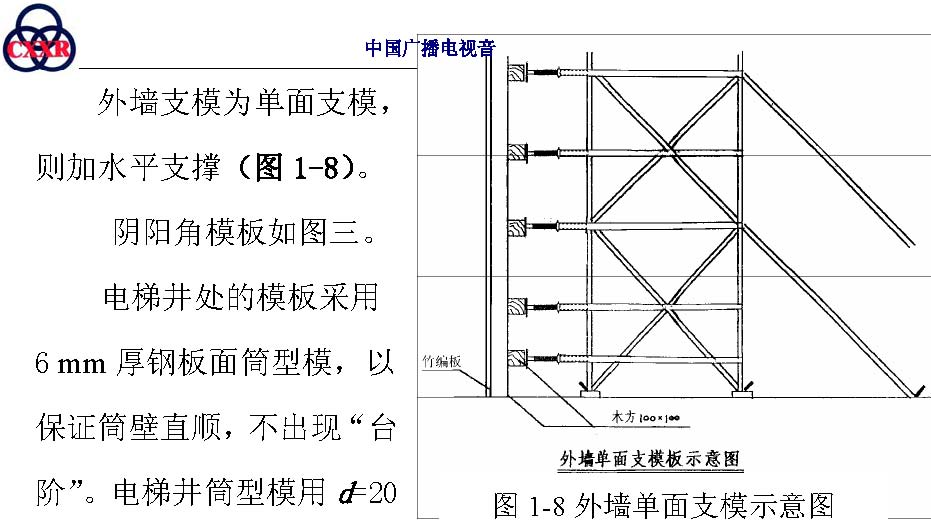 CXXR
中国广播电视音
外墙支模为单面支模，
则加水平支撑（图1-8）。
阴阳角模板如图三。
电梯井处的模板采用
6 mm 厚钢板面筒型模，以
保证筒壁直顺，不出现“台
阶”。电梯井筒型模用 d=20
竹编板
木方100×100
外墙单面支模板示意图
图 1-8 外墙单面支模示意图